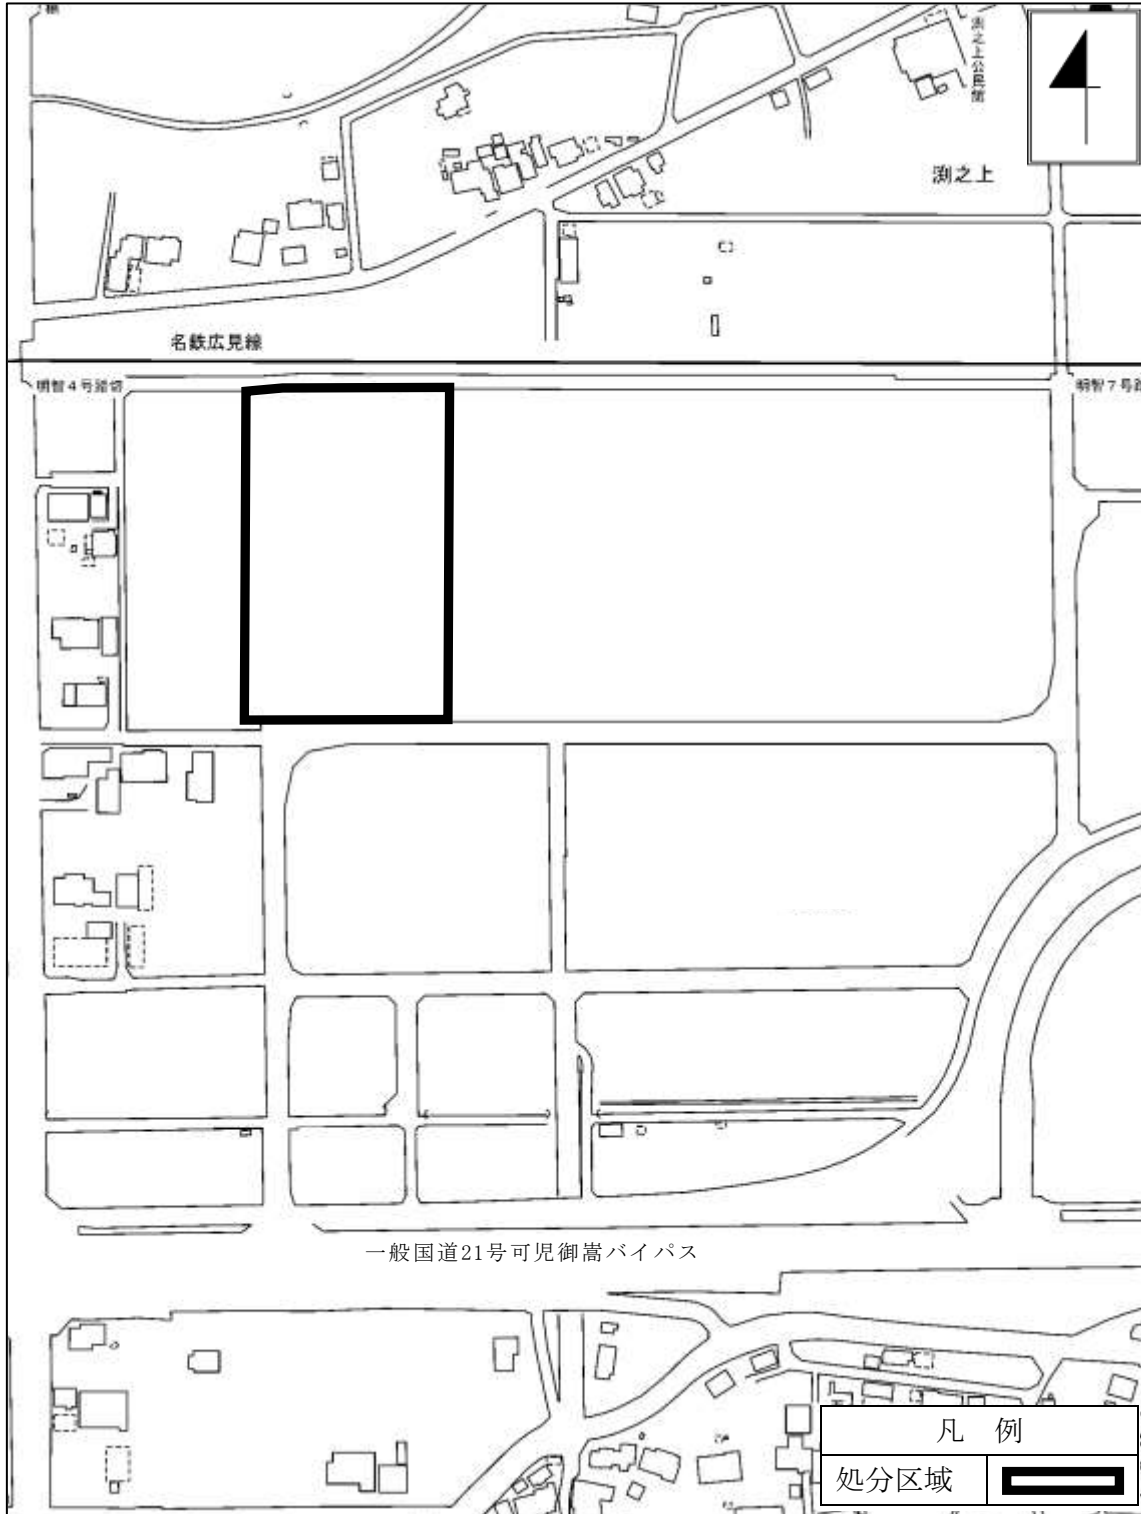 渕之上公民館
渕之上
名鉄広見線
明智4号踏切
明智7号踏
一般国道21号可児御嵩バイパス
凡 例
処分区域